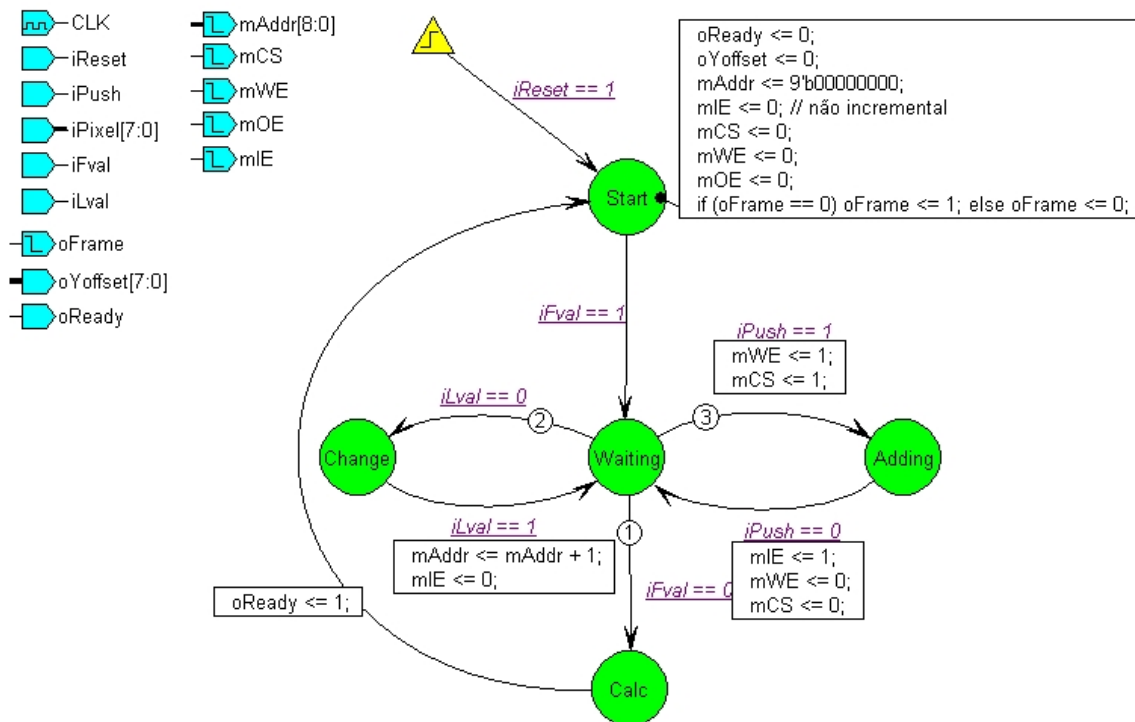 CLK
iReset
iPush
iPixel[7:0]
iFval
iLval
oFrame
oYoffset[7:0]
oReady
mAddr[8:0]
mCS
mWE
mOE
mIE
iReset == 1
oReady <= 0;
oYoffset <= 0;
mAddr <= 9'b00000000;
mIE <= 0; // não incremental
mCS <= 0;
mWE <= 0;
mOE <= 0;
if (oFrame == 0) oFrame <= 1; else oFrame <= 0;
Start
iFval == 1
iPush == 1
mWE <= 1;
mCS <= 1;
iLval == 0
2
3
Change
Waiting
Adding
iLval == 1
mAddr <= mAddr + 1;
mIE <= 0;
1
iPush == 0
mIE <= 1;
mWE <= 0;
mCS <= 0;
iFval == 0
oReady <= 1;
Calc